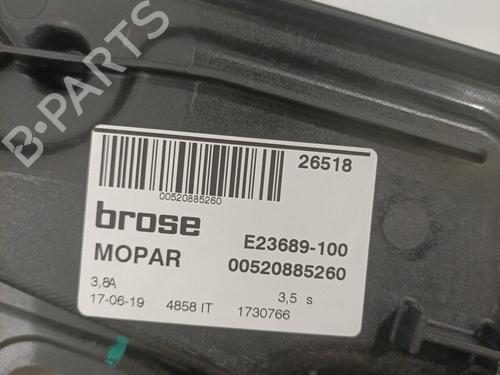 B-PARTS
26518
00520885260
brose
E23689-100
MOPAR
00520885260
3,8A
3,5 s
17-06-19
4858 IT
1730766